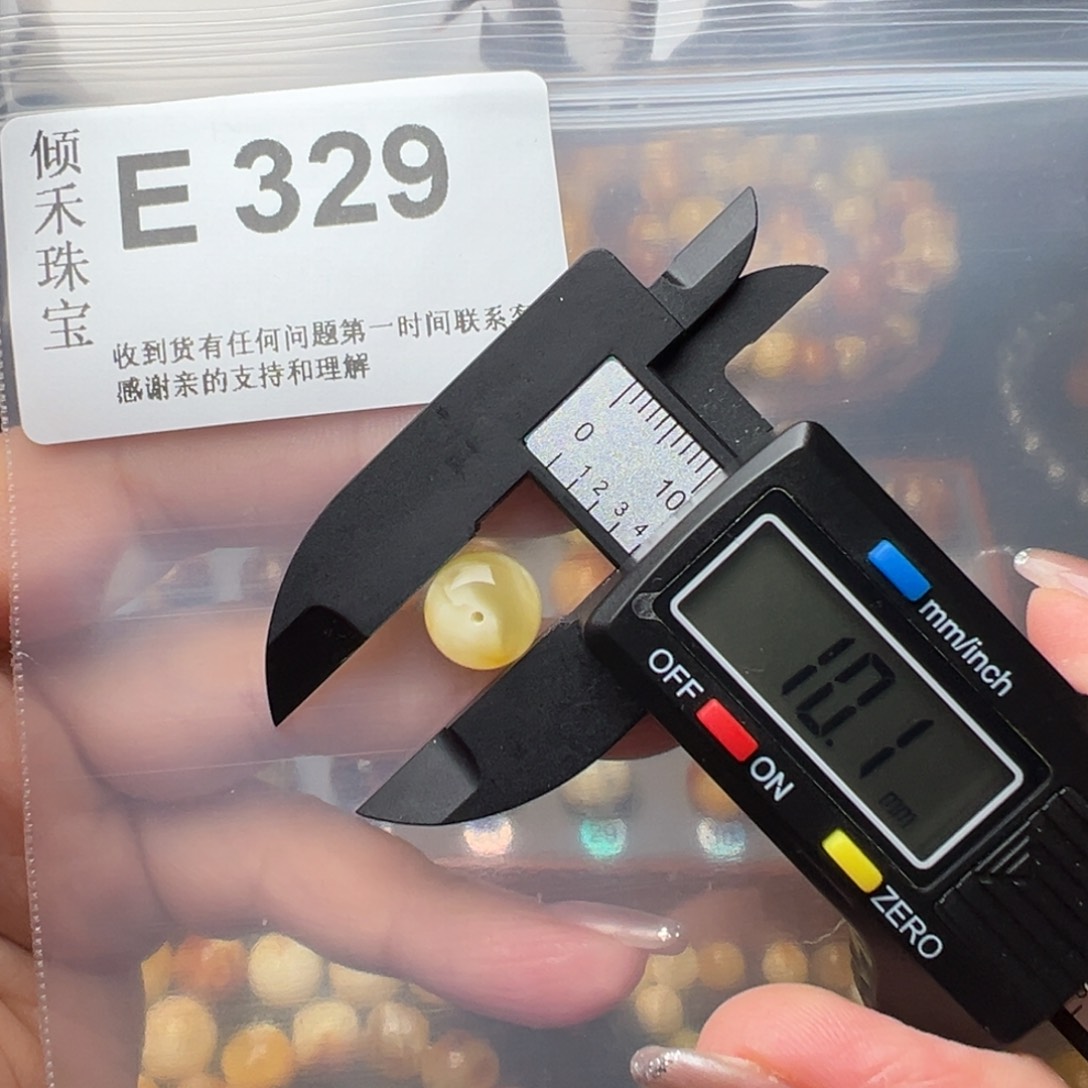 倾禾珠宝
E 329
收到货有任何问题第一时间联系
感谢亲的支持和理解
0
10
1 2 3 4
mm/inch
OFF
ON
10.1
mm
ZERO